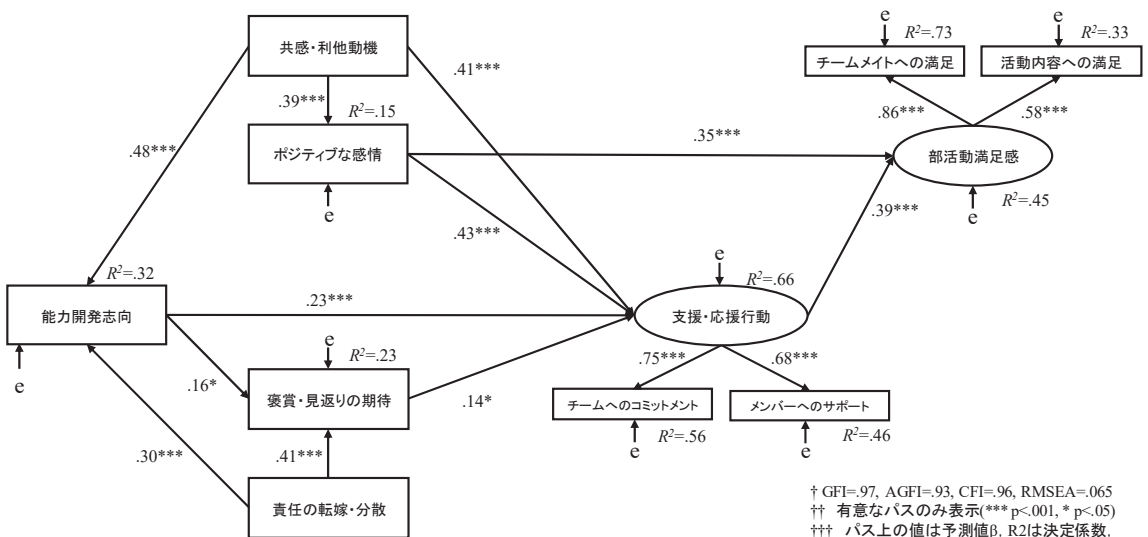 e
R²=.73
e
R²=.33
共感・利他動機
チームメイトへの満足
活動内容への満足
.41***
.39***
R²=.15
.86***
.58***
.48***
ポジティブな感情
.35***
部活動満足感
e
.43***
.39***
e
R²=.45
R²=.32
e
R²=.66
能力開発志向
.23***
支援・応援行動
e
e
R²=.23
.75***
.68***
.16*
褒賞・見返りの期待
.14*
チームへのコミットメント
メンバーへのサポート
.30***
.41***
e
R²=.56
e
R²=.46
責任の転嫁・分散
† GFI=.97, AGFI=.93, CFI=.96, RMSEA=.065
†† 有意なパスのみ表示(*** p<.001, * p<.05)
††† パス上の値は予測値β, R2は決定係数.